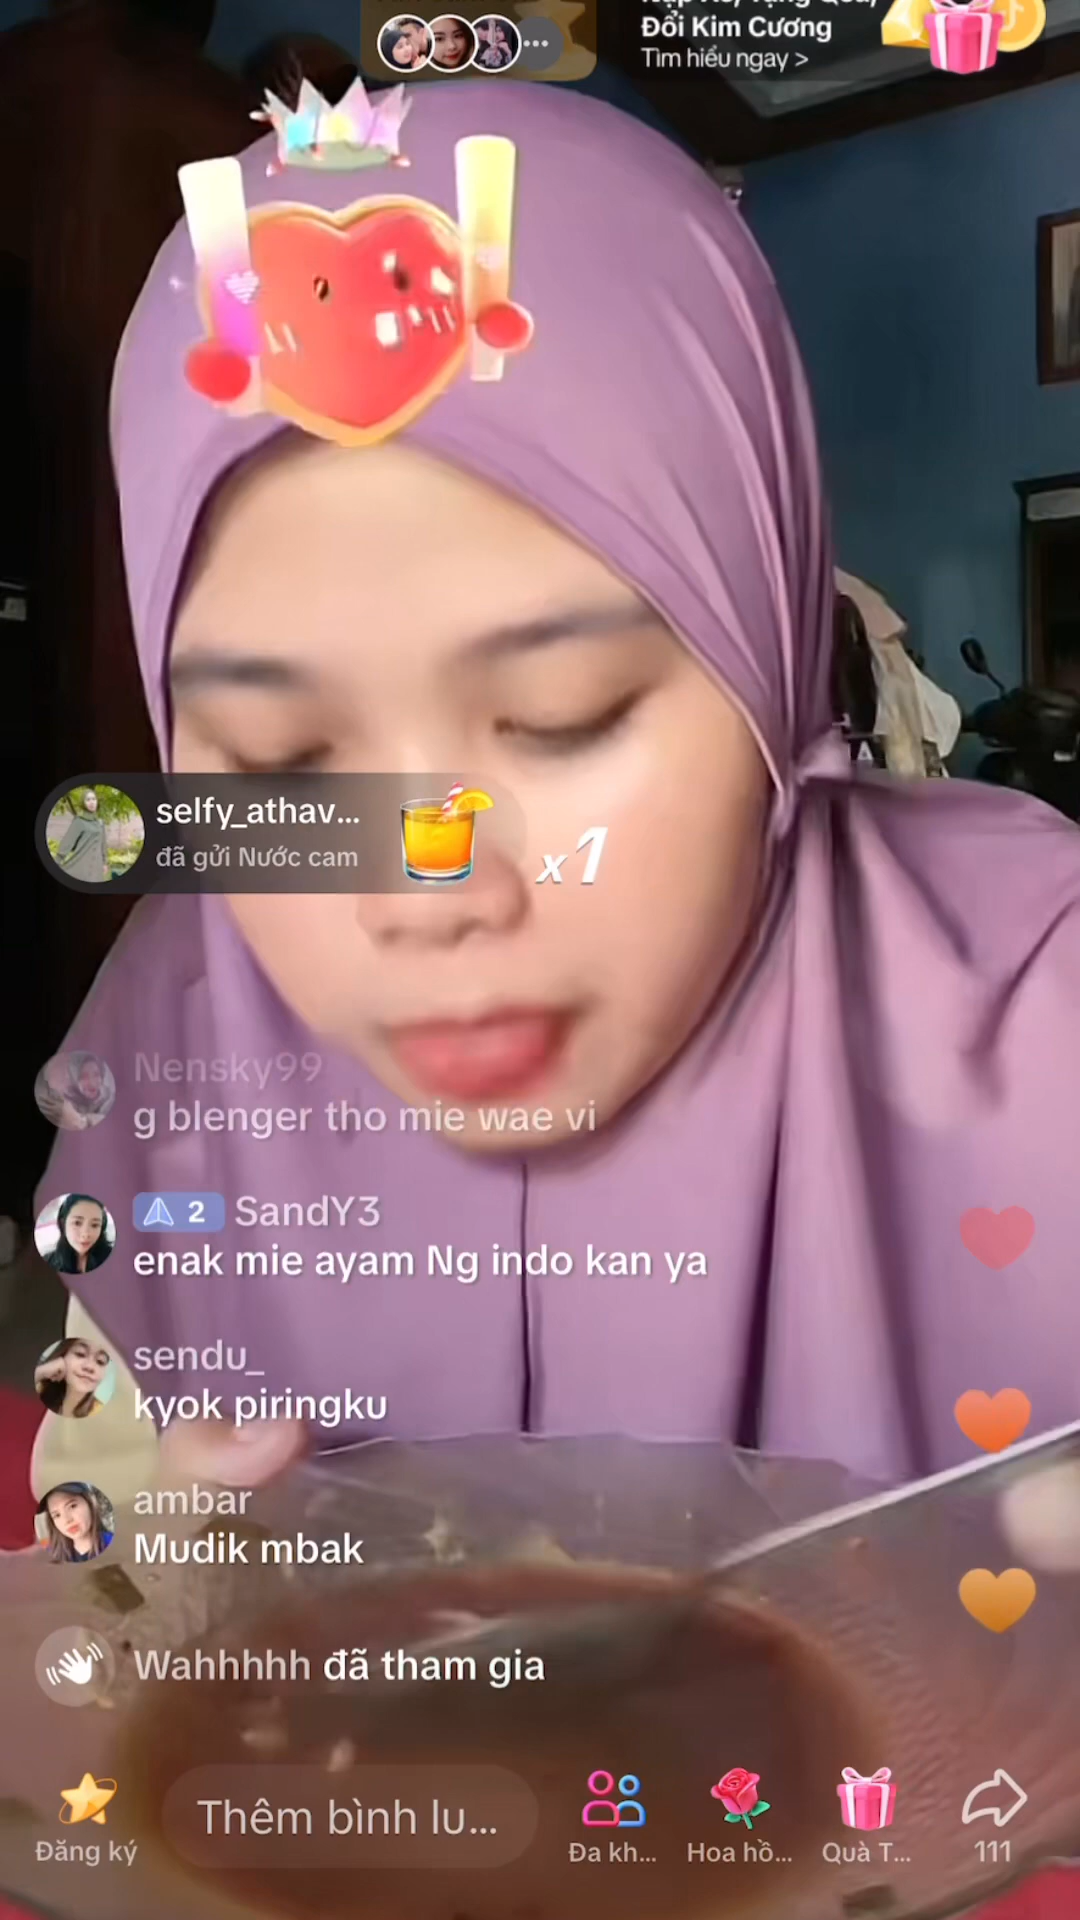 Đổi Kim Cương
Tìm hiểu ngay >
selfy_athav...
đã gửi Nước cam
x1
Nensky99
g blenger tho mie wae vi
2 SandY3
enak mie ayam Ng indo kan ya
sendu_
kyok piringku
ambar
Mudik mbak
Wahhhhh đã tham gia
Đăng ký
Thêm bình lu...
Đa kh...
Hoa hồ...
Quà T...
111